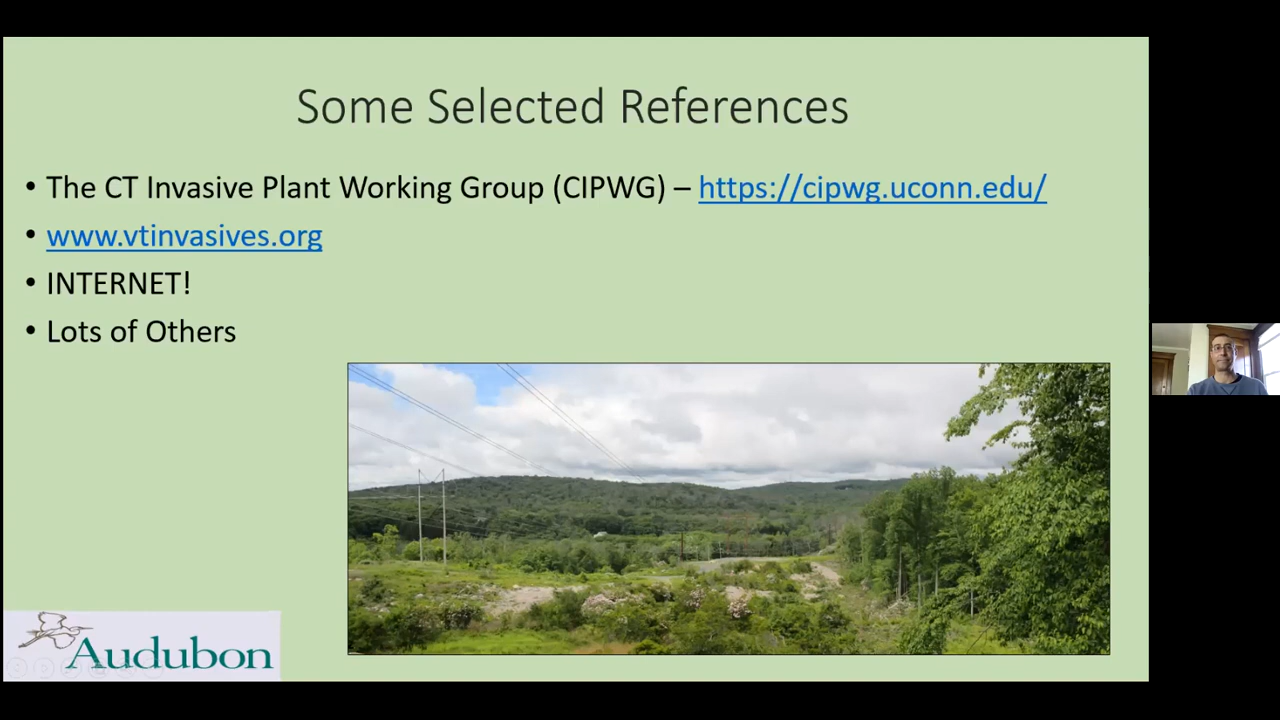 Some Selected References
• The CT Invasive Plant Working Group (CIPWG) – https://cipwg.uconn.edu/
• www.vtinvasives.org
• INTERNET!
• Lots of Others
Audubon